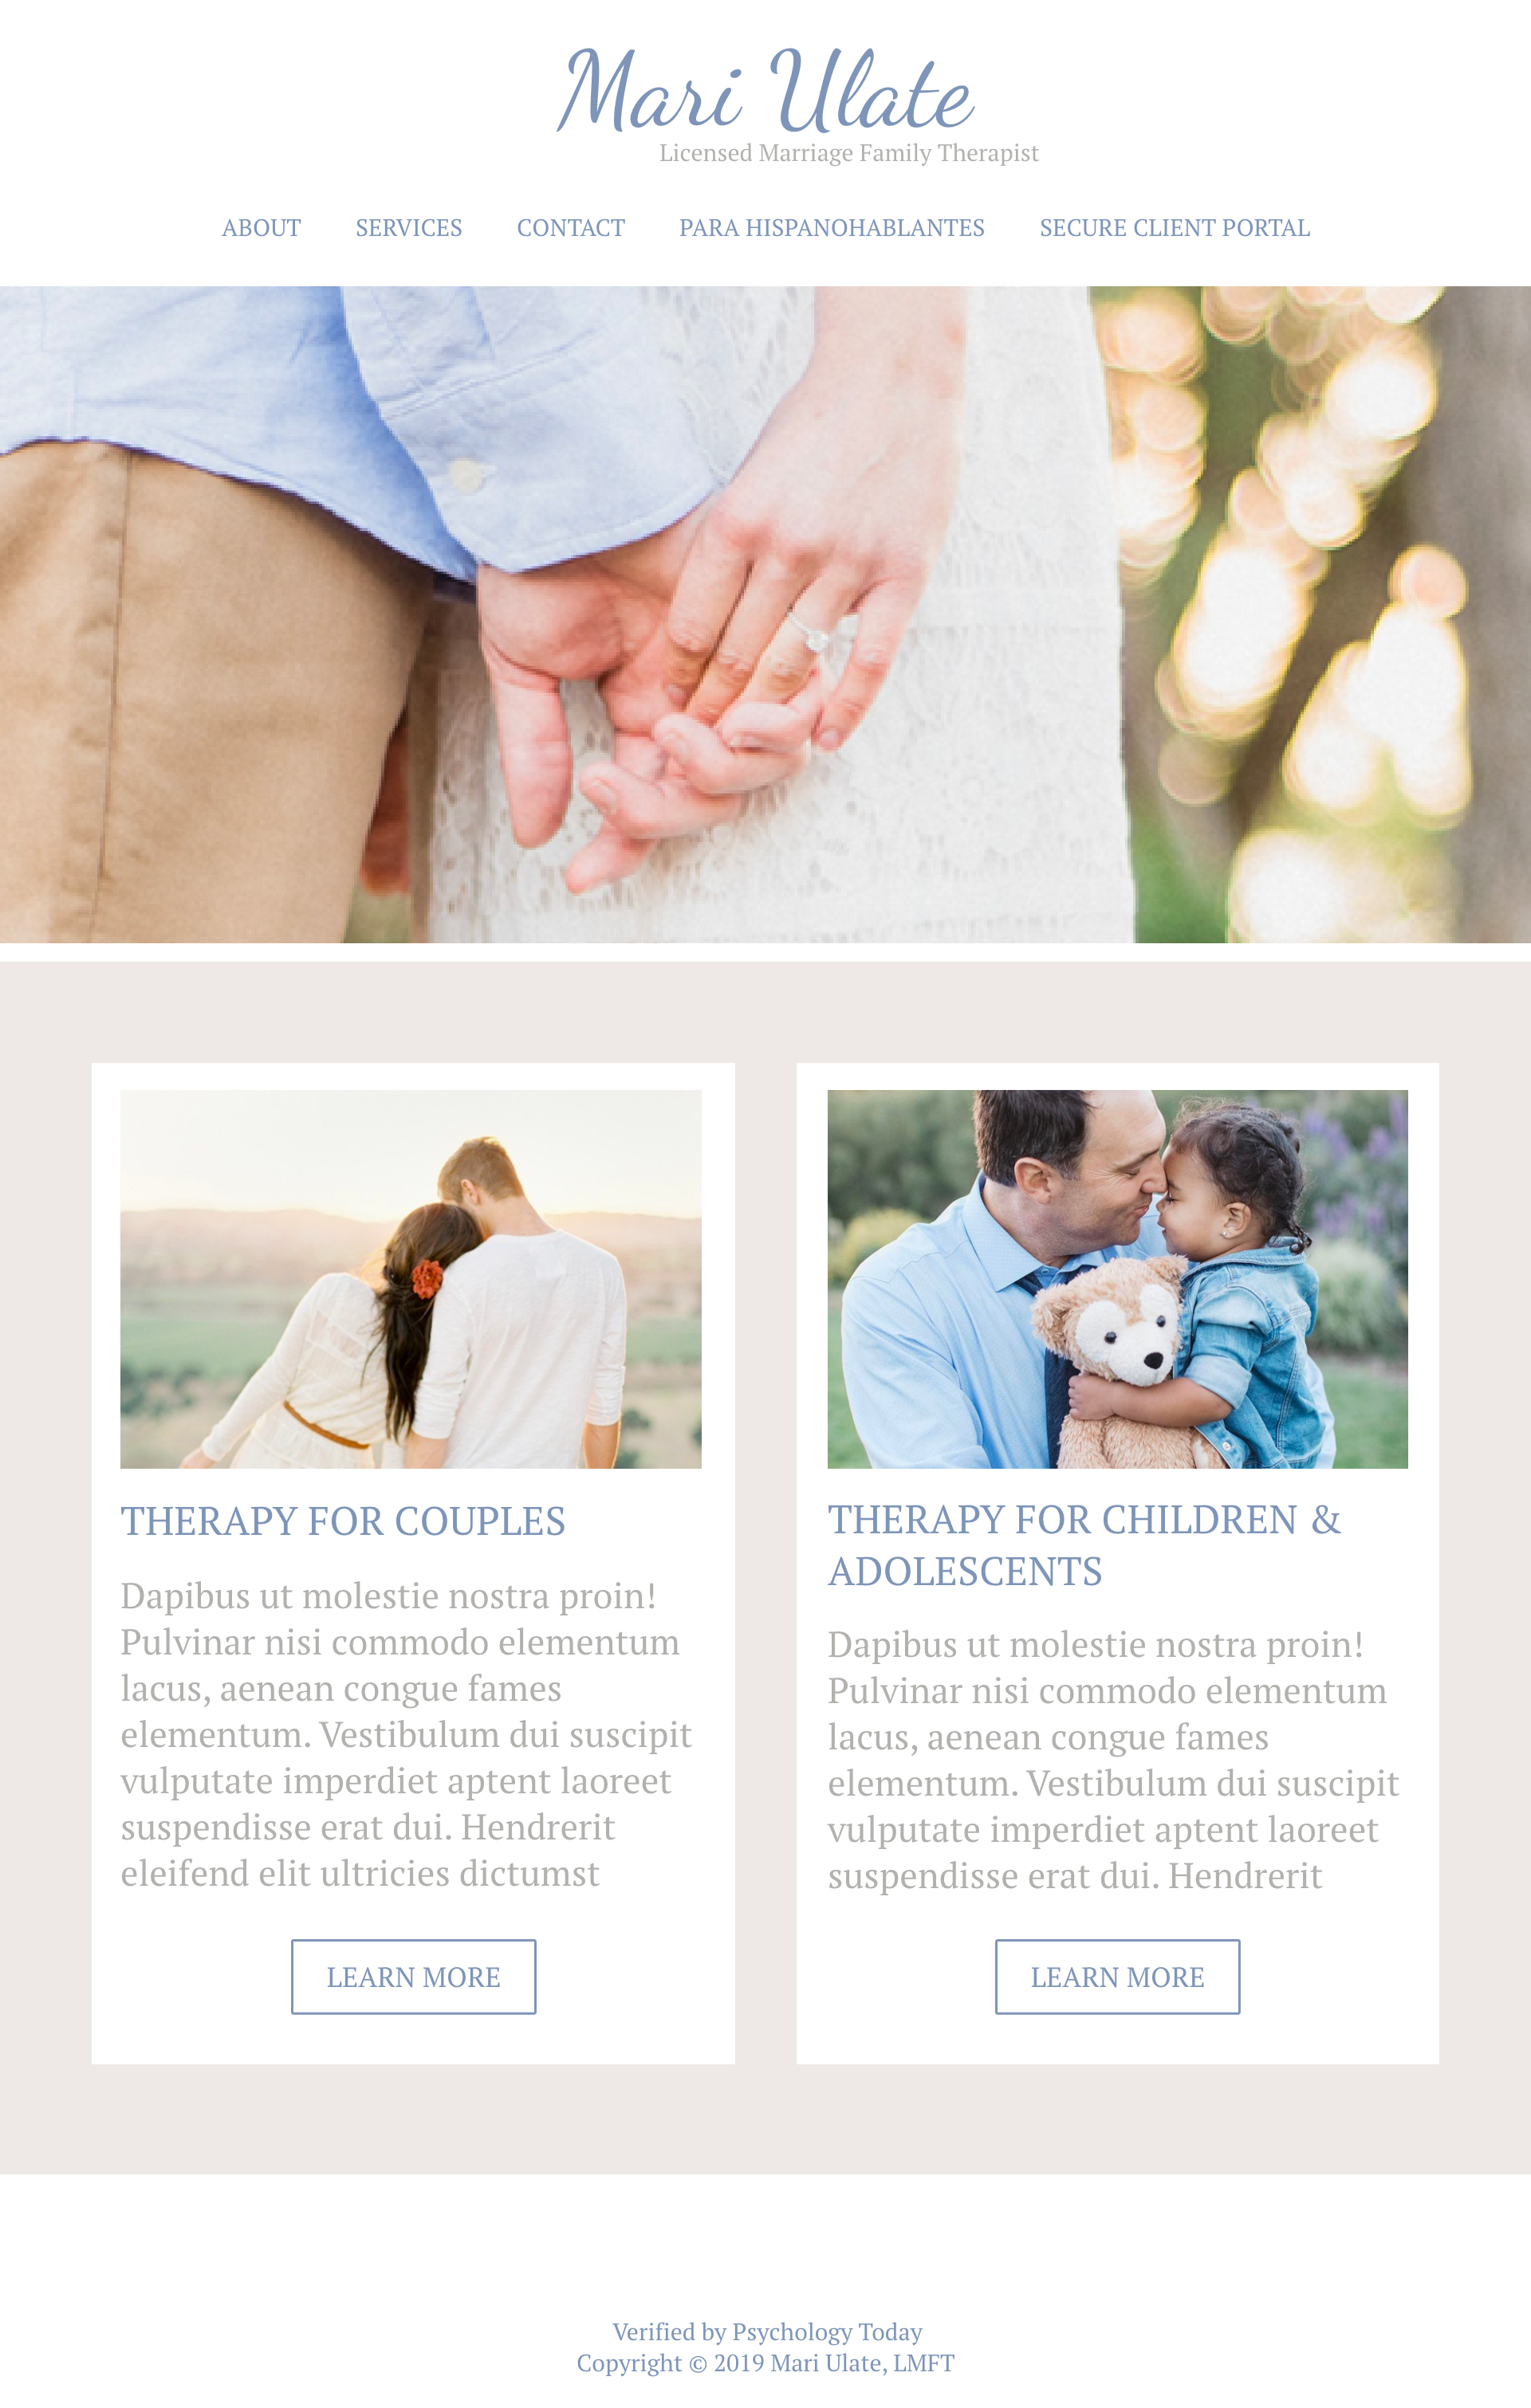 Mari Ulate
Licensed Marriage Family Therapist
ABOUT SERVICES CONTACT PARA HISPANOHABLANTES SECURE CLIENT PORTAL
THERAPY FOR COUPLES
Dapibus ut molestie nostra proin!
Pulvinar nisi commodo elementum
lacus, aenean congue fames
elementum. Vestibulum dui suscipit
vulputate imperdiet aptent laoreet
suspendisse erat dui. Hendrerit
eleifend elit ultricies dictumst
LEARN MORE
THERAPY FOR CHILDREN &
ADOLESCENTS
Dapibus ut molestie nostra proin!
Pulvinar nisi commodo elementum
lacus, aenean congue fames
elementum. Vestibulum dui suscipit
vulputate imperdiet aptent laoreet
suspendisse erat dui. Hendrerit
LEARN MORE
Verified by Psychology Today
Copyright © 2019 Mari Ulate, LMFT